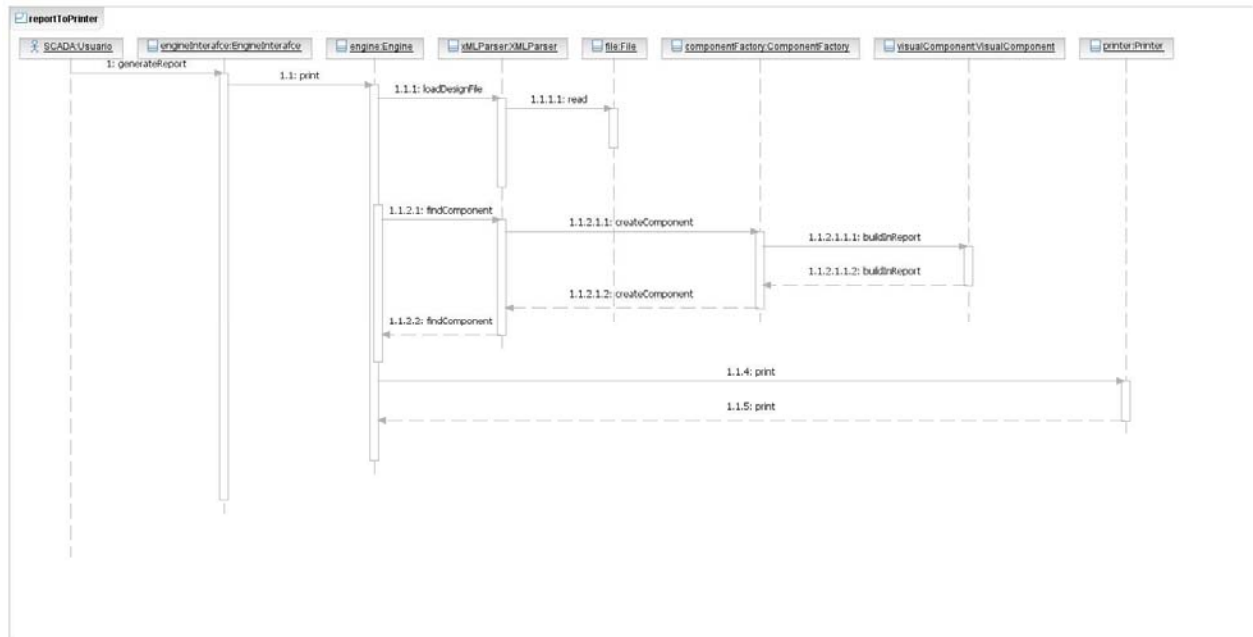 reportToPrinter
SCADA:Usuario
engineInterafce:EngineInterafce
engine:Engine
xMLParser:XMLParser
file:File
componentFactory:ComponentFactory
visualComponent:VisualComponent
printer:Printer
1: generateReport
1.1: print
1.1.1: loadDesignFile
1.1.1.1: read
1.1.2.1: findComponent
1.1.2.1.1: createComponent
1.1.2.1.1.1: buildInReport
1.1.2.1.1.2: buildInReport
1.1.2.1.2: createComponent
1.1.2.2: findComponent
1.1.4: print
1.1.5: print